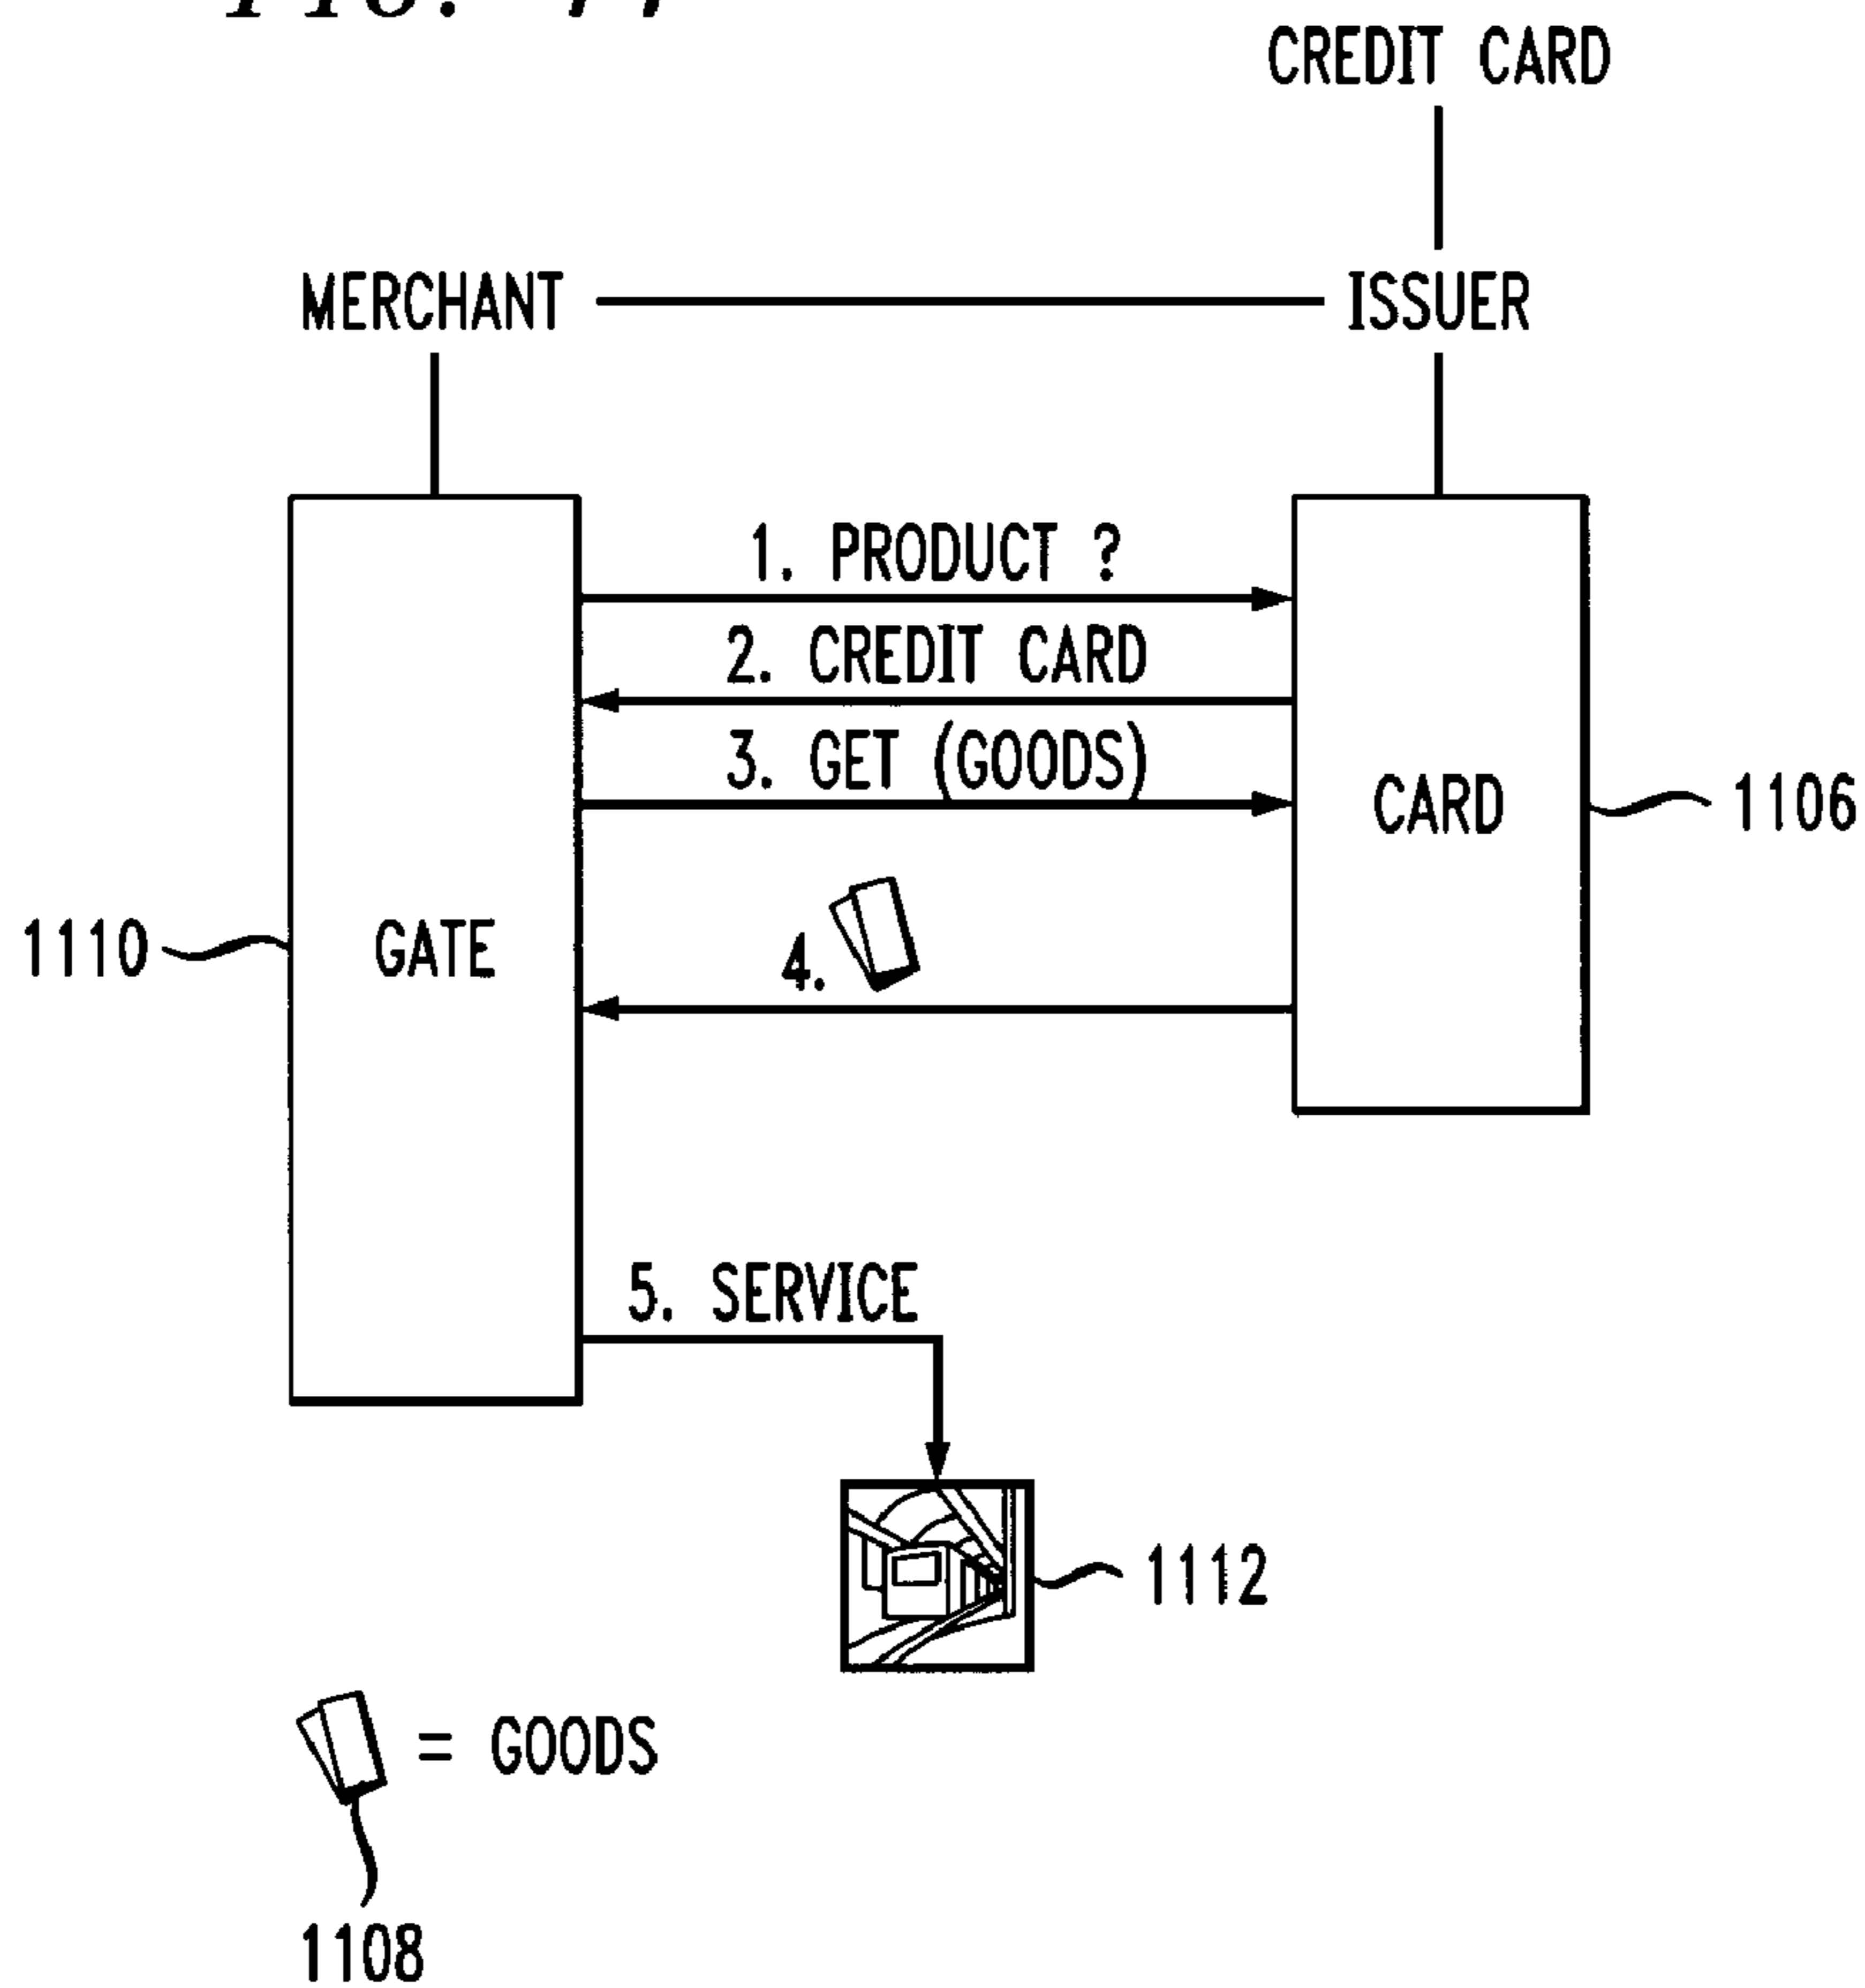 FIG.
CREDIT CARD
MERCHANT
ISSUER
1. PRODUCT ?
2. CREDIT CARD
3. GET (GOODS)
CARD
1106
1110
GATE
4.
5. SERVICE
1112
= GOODS
1108